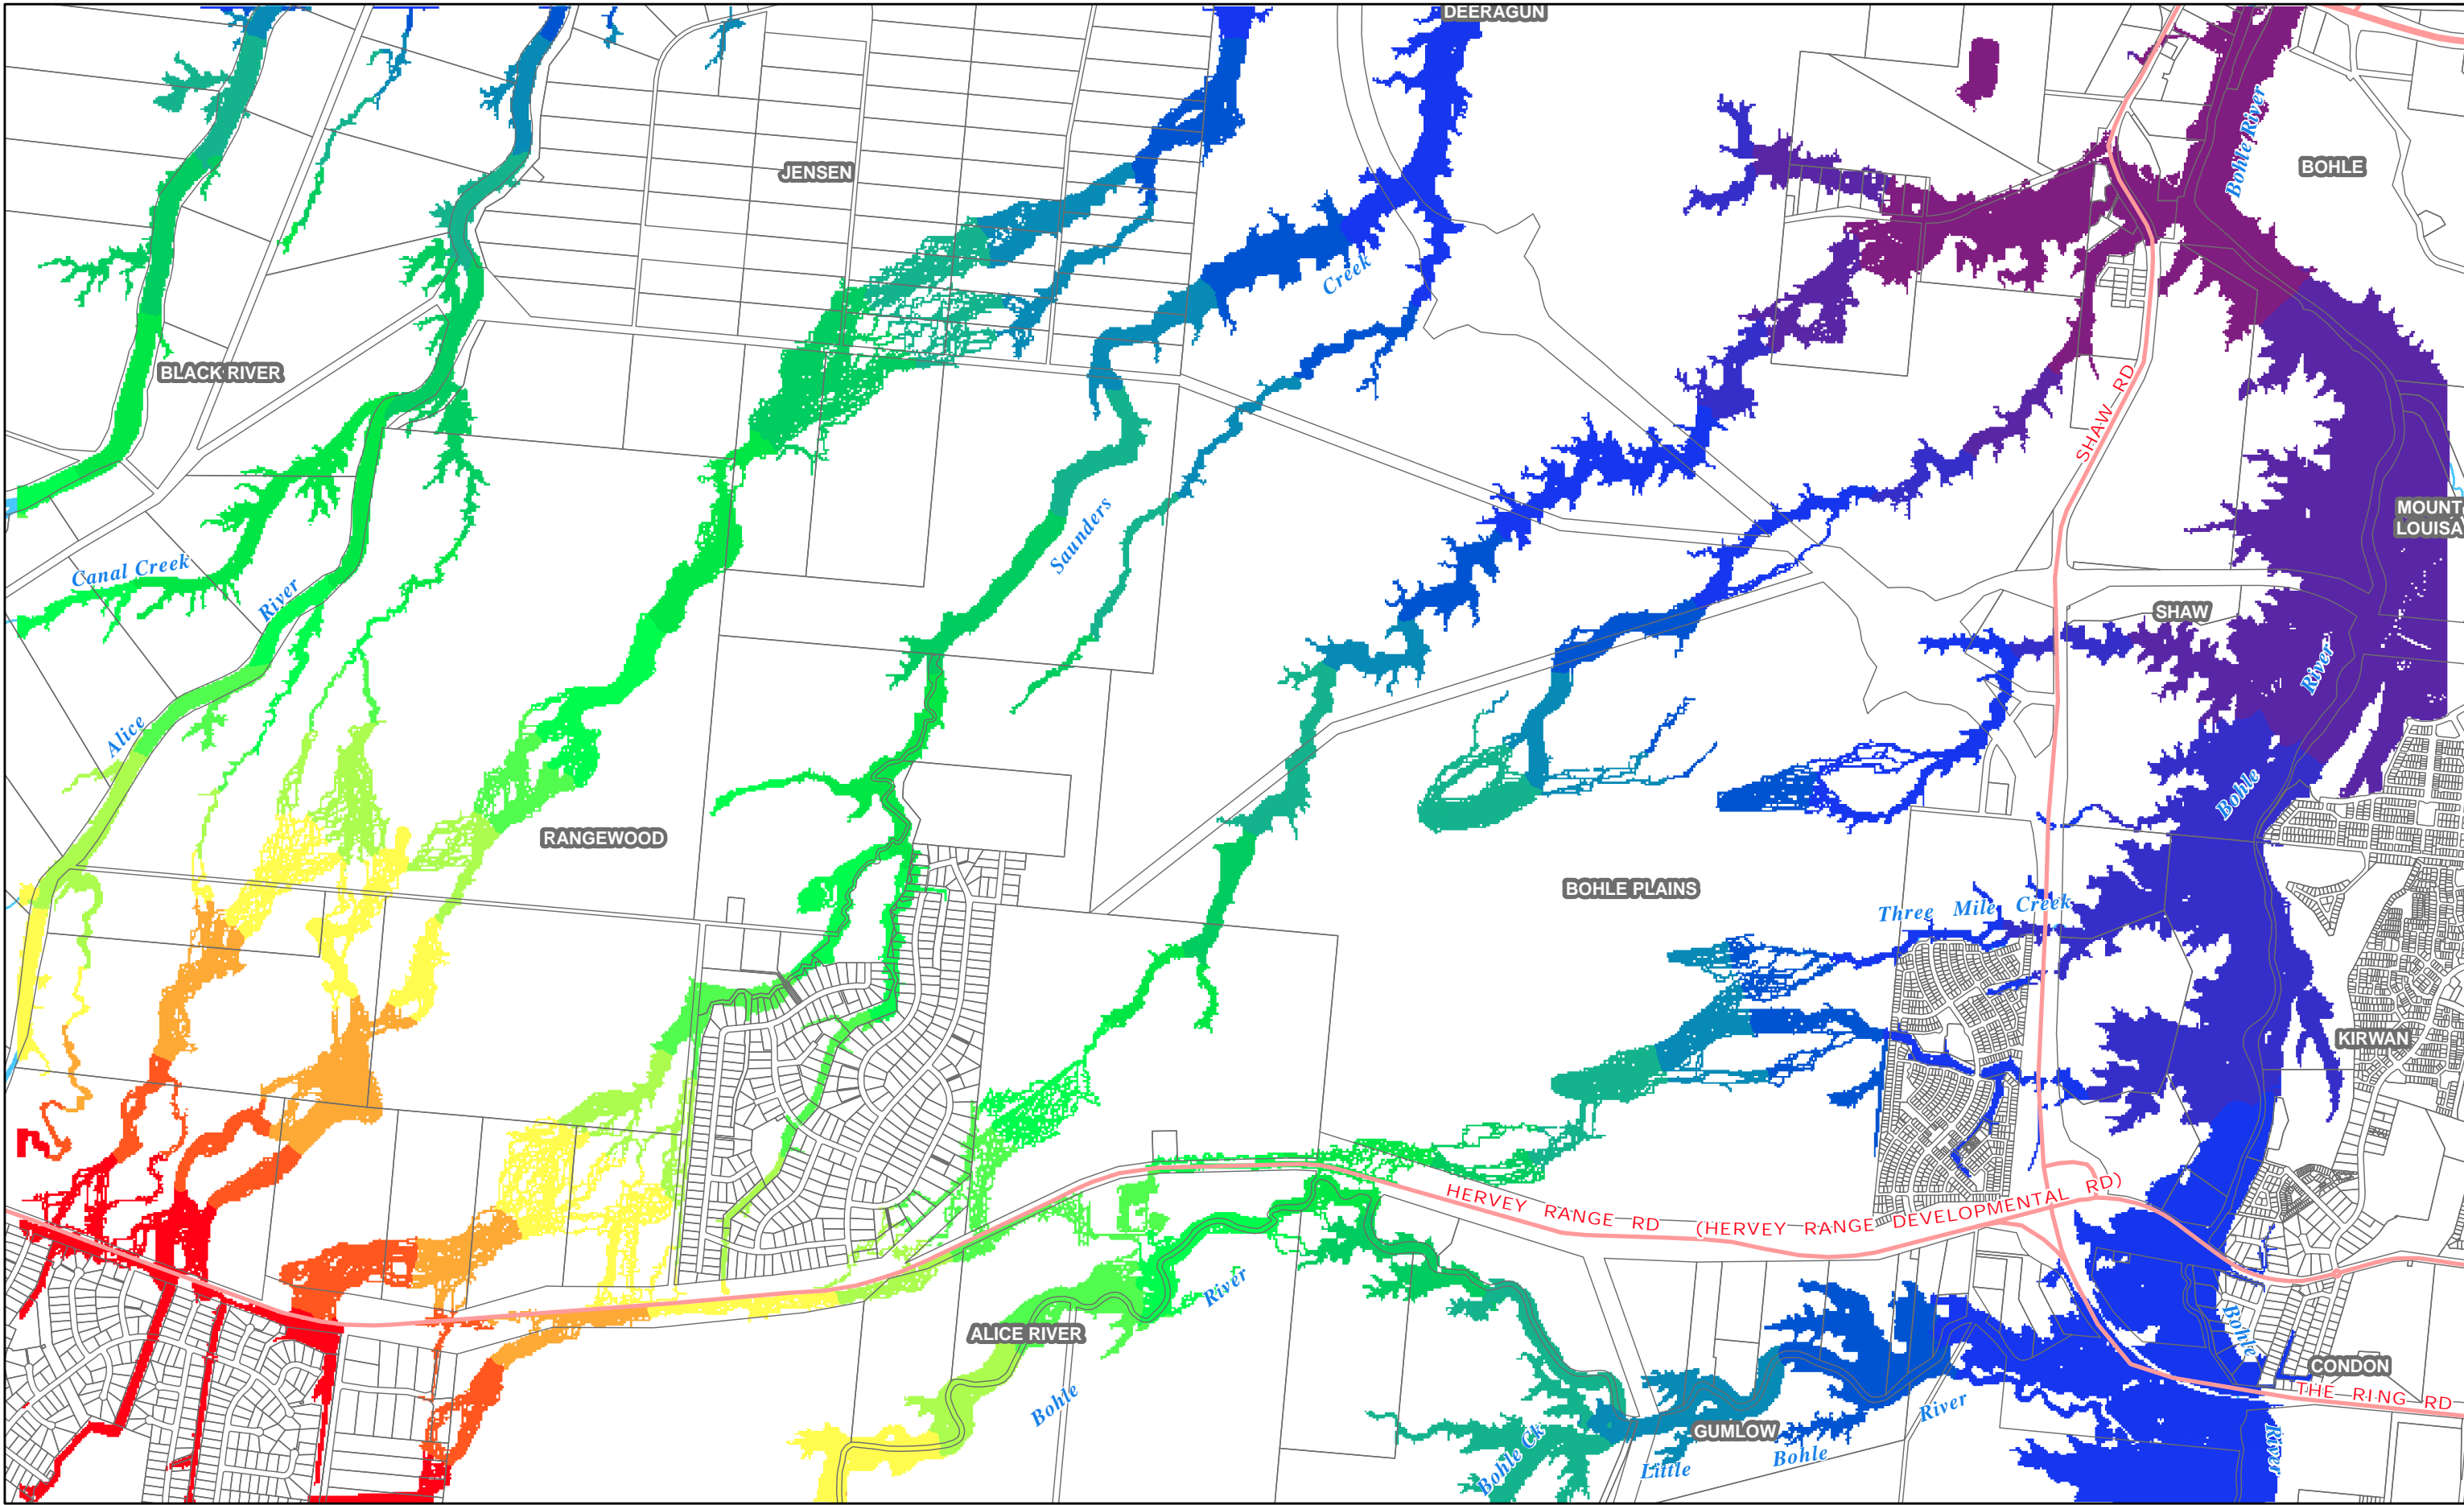 DEERAGUN
Bohle River
BOHLE
JENSEN
Creek
BLACK RIVER
SHAW RD
MOUNT
LOUISA
Saunders
Canal Creek
River
SHAW
River
Alice
Bohle
RANGEWOOD
BOHLE PLAINS
Three Mile Creek
KIRWAN
HERVEY RANGE RD (HERVEY RANGE DEVELOPMENTAL RD)
River
ALICE RIVER
Bohle
CONDON
THE RING RD
Bohle
River
GUMLOW
Bohle Ck
Little
Bohle
River